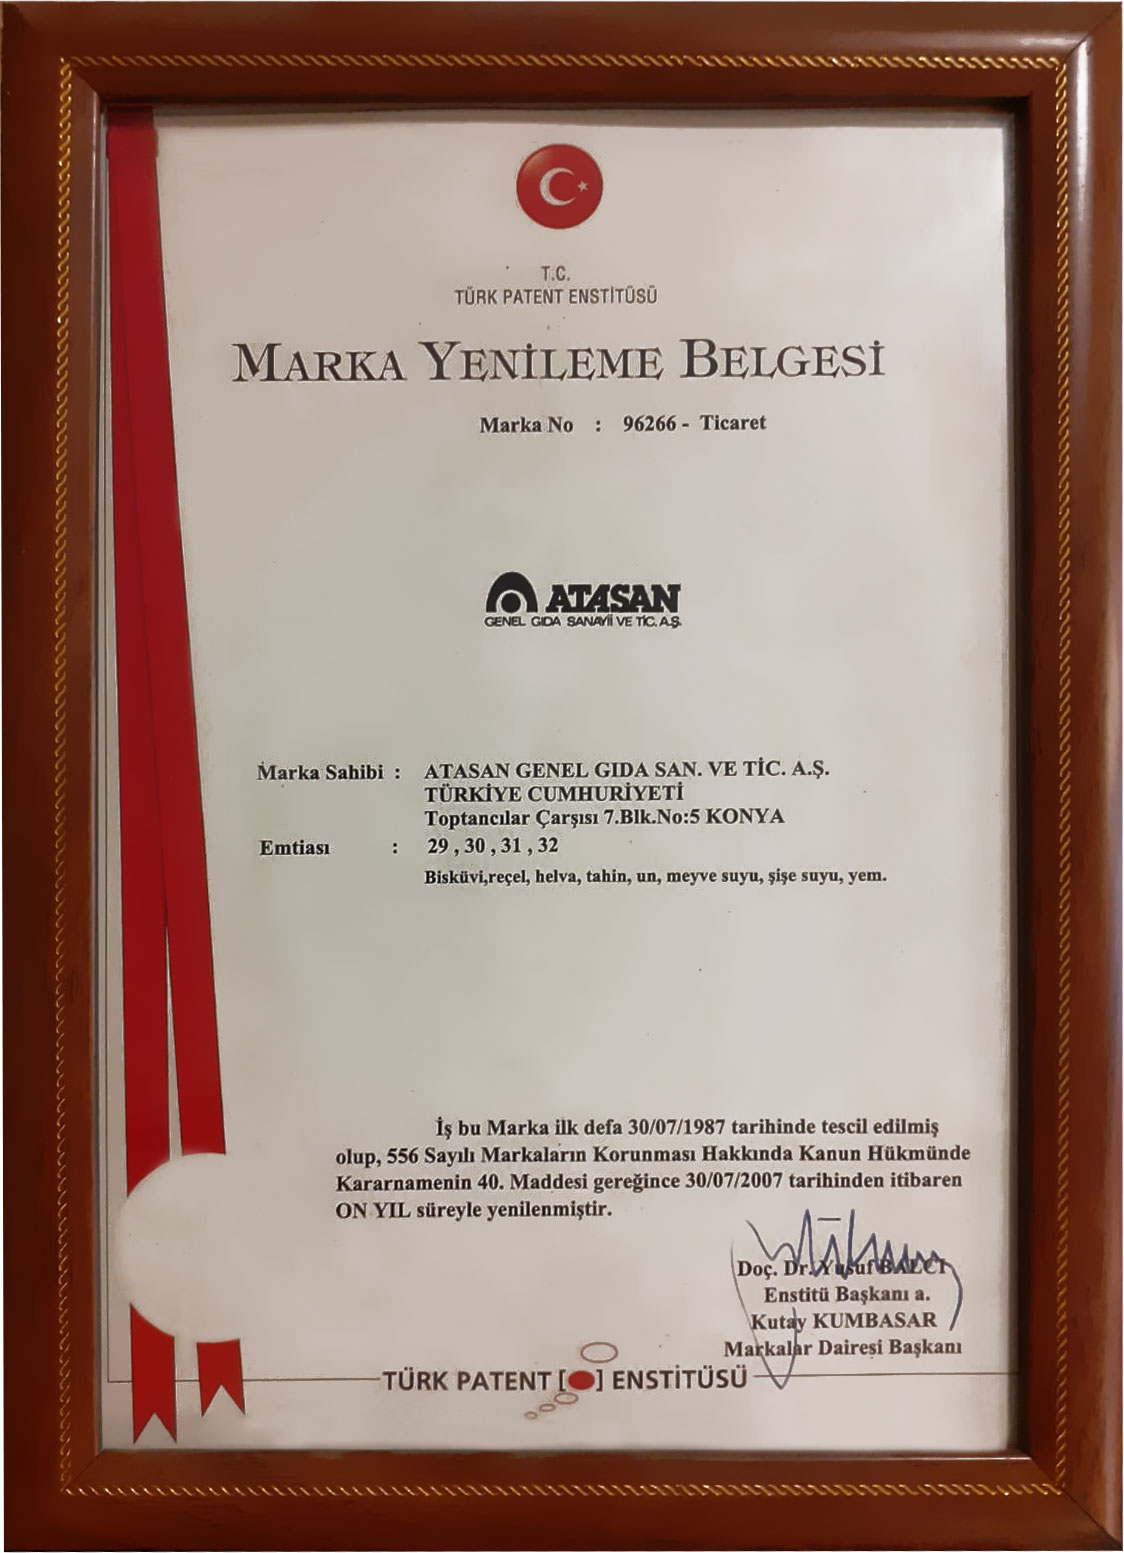 T.C.
TÜRK PATENT ENSTİTÜSÜ
MARKA YENİLEME BELGESİ
Marka No : 96266 - Ticaret
ATASAN
GENEL GIDA SANAYİİ VE TİC. A.Ş.
Marka Sahibi : ATASAN GENEL GIDA SAN. VE TİC. A.Ş.
TÜRKİYE CUMHURİYETİ
Toptancılar Çarşısı 7.Blk.No:5 KONYA
Emtiası : 29 , 30 , 31 , 32
Bisküvi,reçel, helva, tahin, un, meyve suyu, şişe suyu, yem.
İş bu Marka ilk defa 30/07/1987 tarihinde tescil edilmiş
olup, 556 Sayılı Markaların Korunması Hakkında Kanun Hükmünde
Kararnamenin 40. Maddesi gereğince 30/07/2007 tarihinden itibaren
ON YIL süreyle yenilenmiştir.
Doç. Dr. Yusuf BALCI
Enstitü Başkanı a.
Kutay KUMBASAR
Markalar Dairesi Başkanı
TÜRK PATENT [ ] ENSTİTÜSÜ